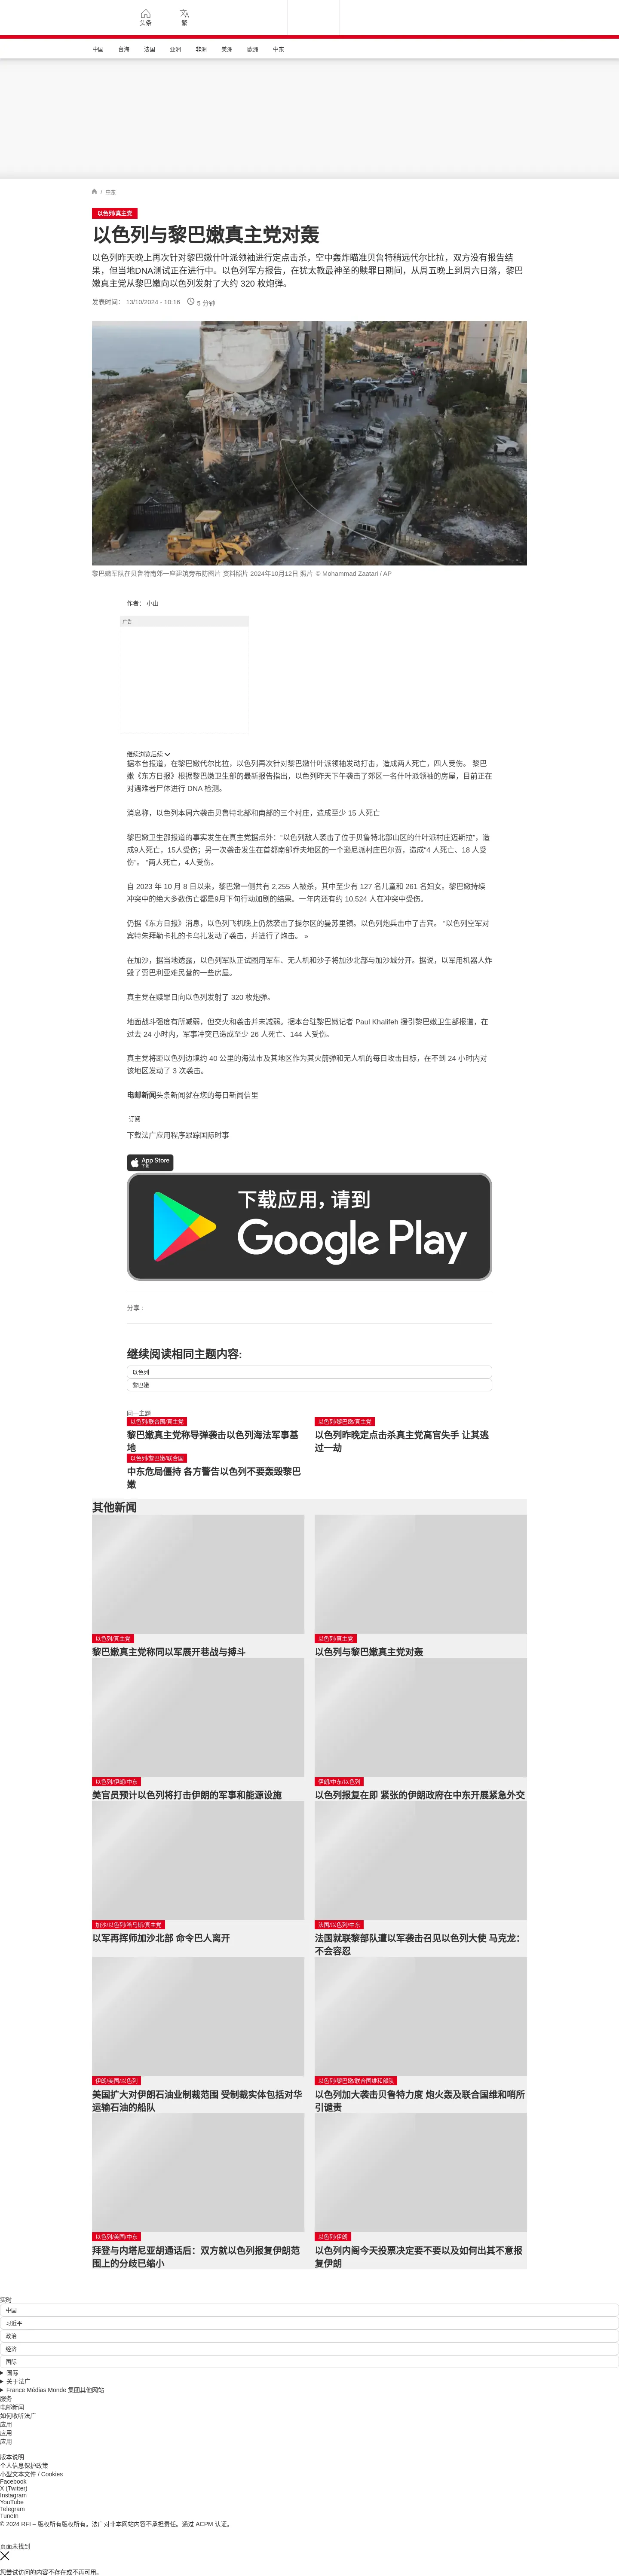 头条
繁
中国
台海
法国
亚洲
非洲
美洲
欧洲
中东
中东
以色列/真主党
以色列与黎巴嫩真主党对轰
以色列昨天晚上再次针对黎巴嫩什叶派领袖进行定点击杀，空中轰炸瞄准贝鲁特稍远代尔比拉，双方没有报告结
果，但当地DNA测试正在进行中。以色列军方报告，在犹太教最神圣的赎罪日期间，从周五晚上到周六日落，黎巴
嫩真主党从黎巴嫩向以色列发射了大约 320 枚炮弹。
发表时间： 13/10/2024 - 10:16
5 分钟
黎巴嫩军队在贝鲁特南郊一座建筑旁布防图片 资料照片 2024年10月12日 照片 © Mohammad Zaatari / AP
作者： 小山
广告
继续浏览后续
据本台报道，在黎巴嫩代尔比拉，以色列再次针对黎巴嫩什叶派领袖发动打击，造成两人死亡，四人受伤。 黎巴
嫩《东方日报》根据黎巴嫩卫生部的最新报告指出，以色列昨天下午袭击了郊区一名什叶派领袖的房屋，目前正在
对遇难者尸体进行 DNA 检测。
消息称，以色列本周六袭击贝鲁特北部和南部的三个村庄，造成至少 15 人死亡
黎巴嫩卫生部报道的事实发生在真主党据点外：“以色列敌人袭击了位于贝鲁特北部山区的什叶派村庄迈斯拉”，造
成9人死亡，15人受伤；另一次袭击发生在首都南部乔夫地区的一个逊尼派村庄巴尔贾，造成“4 人死亡、18 人受
伤”。 “两人死亡，4人受伤。
自 2023 年 10 月 8 日以来，黎巴嫩一侧共有 2,255 人被杀，其中至少有 127 名儿童和 261 名妇女。黎巴嫩持续
冲突中的绝大多数伤亡都是9月下旬行动加剧的结果。一年内还有约 10,524 人在冲突中受伤。
仍据《东方日报》消息，以色列飞机晚上仍然袭击了提尔区的曼苏里镇。以色列炮兵击中了吉宾。 “以色列空军对
宾特朱拜勒卡扎的卡乌扎发动了袭击，并进行了炮击。 »
在加沙，据当地透露，以色列军队正试图用军车、无人机和沙子将加沙北部与加沙城分开。据说，以军用机器人炸
毁了贾巴利亚难民营的一些房屋。
真主党在赎罪日向以色列发射了 320 枚炮弹。
地面战斗强度有所减弱，但交火和袭击并未减弱。据本台驻黎巴嫩记者 Paul Khalifeh 援引黎巴嫩卫生部报道，在
过去 24 小时内，军事冲突已造成至少 26 人死亡、144 人受伤。
真主党将距以色列边境约 40 公里的海法市及其地区作为其火箭弹和无人机的每日攻击目标，在不到 24 小时内对
该地区发动了 3 次袭击。
电邮新闻头条新闻就在您的每日新闻信里
订阅
下载法广应用程序跟踪国际时事
App Store
下载
下载应用，请到
Google Play
分享 :
继续阅读相同主题内容:
以色列
黎巴嫩
同一主题
以色列/联合国/真主党
黎巴嫩真主党称导弹袭击以色列海法军事基
地
以色列/黎巴嫩/真主党
以色列昨晚定点击杀真主党高官失手 让其逃
过一劫
以色列/黎巴嫩/联合国
中东危局僵持 各方警告以色列不要轰毁黎巴
嫩
其他新闻
以色列/真主党
黎巴嫩真主党称同以军展开巷战与搏斗
以色列/真主党
以色列与黎巴嫩真主党对轰
以色列/伊朗/中东
美官员预计以色列将打击伊朗的军事和能源设施
伊朗/中东/以色列
以色列报复在即 紧张的伊朗政府在中东开展紧急外交
加沙/以色列/哈马斯/真主党
以军再挥师加沙北部 命令巴人离开
法国/以色列/中东
法国就联黎部队遭以军袭击召见以色列大使 马克龙：
不会容忍
伊朗/美国/以色列
美国扩大对伊朗石油业制裁范围 受制裁实体包括对华
运输石油的船队
以色列/黎巴嫩/联合国维和部队
以色列加大袭击贝鲁特力度 炮火轰及联合国维和哨所
引谴责
以色列/美国/中东
拜登与内塔尼亚胡通话后：双方就以色列报复伊朗范
围上的分歧已缩小
以色列/伊朗
以色列内阁今天投票决定要不要以及如何出其不意报
复伊朗
实时
中国
习近平
政治
经济
国际
国际
关于法广
France Médias Monde 集团其他网站
服务
电邮新闻
如何收听法广
应用
应用
应用
版本说明
个人信息保护政策
小型文本文件 / Cookies
Facebook
X (Twitter)
Instagram
YouTube
Telegram
TuneIn
© 2024 RFI – 版权所有版权所有。法广对非本网站内容不承担责任。通过 ACPM 认证。
页面未找到
您尝试访问的内容不存在或不再可用。